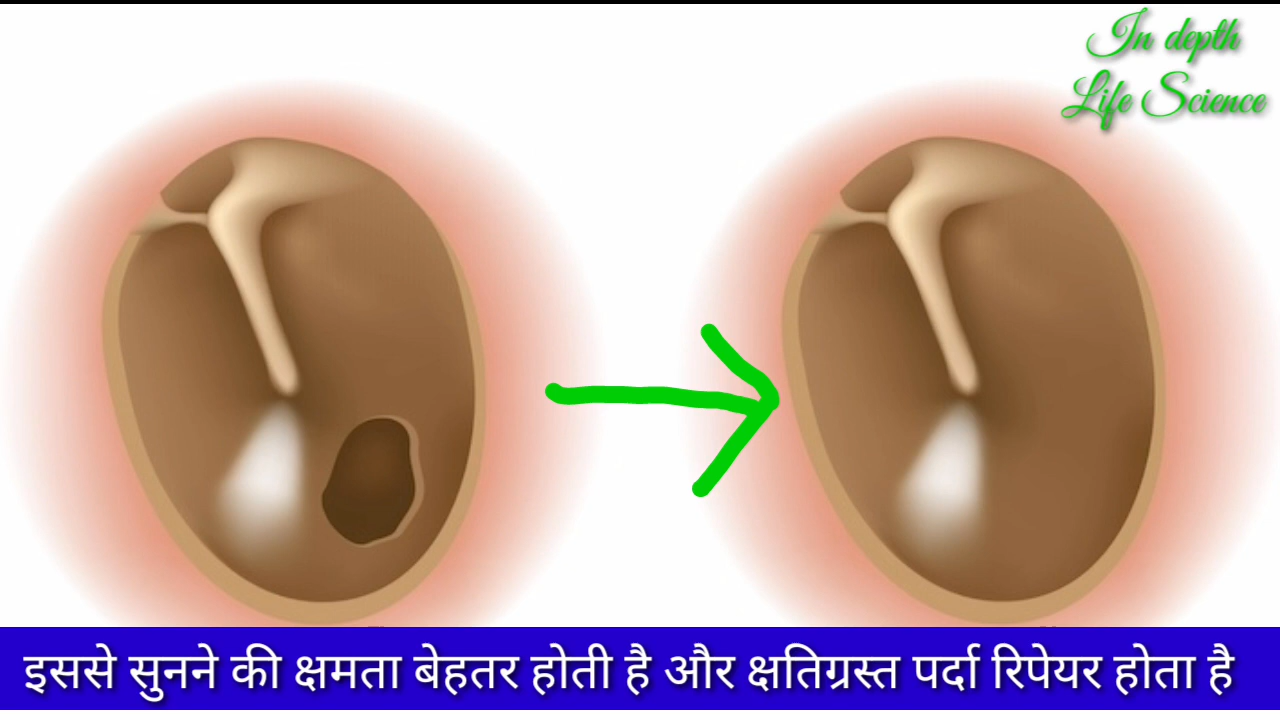 In depth
Life Science
इससे सुनने की क्षमता बेहतर होती है और क्षतिग्रस्त पर्दा रिपेयर होता है